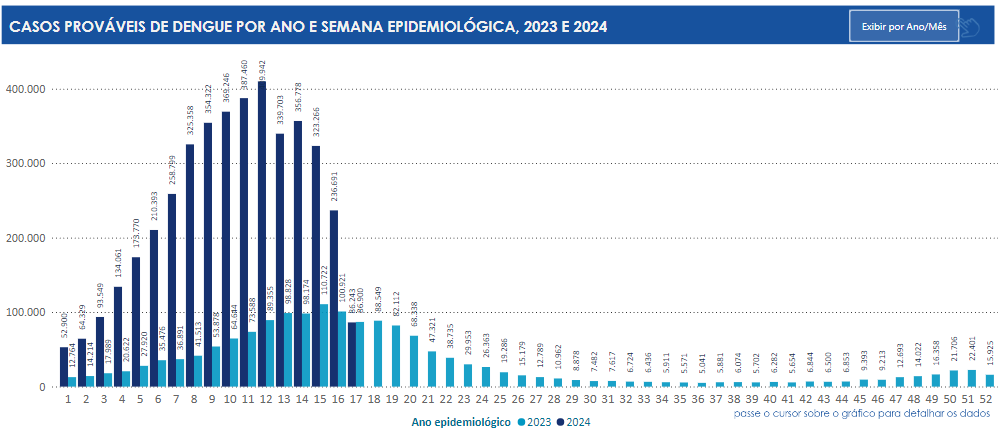 CASOS PROVÁVEIS DE DENGUE POR ANO E SEMANA EPIDEMIOLÓGICA, 2023 E 2024
Exibir por Ano/Mês
400.000
300.000
200.000
100.000
0
52.900 12.764 64.329 14.214 93.549 17.989 134.061 20.622 173.770 27.920 210.393 35.476 258.799 36.891 325.358 41.513 354.322 53.878 369.246 64.644 387.460 73.588 9.942 89.355 339.703 98.828 356.778 98.174 323.266 110.722 236.691 100.921 86.243 86.900 88.549 82.112 68.338 47.321 38.735 29.953 26.363 19.286 15.179 12.789 10.962 8.878 7.482 7.617 6.724 6.436 5.911 5.571 5.041 5.881 6.074 5.702 6.282 5.654 6.844 6.500 6.853 9.393 9.213 12.693 14.022 16.358 21.706 22.401 15.925
1 2 3 4 5 6 7 8 9 10 11 12 13 14 15 16 17 18 19 20 21 22 23 24 25 26 27 28 29 30 31 32 33 34 35 36 37 38 39 40 41 42 43 44 45 46 47 48 49 50 51 52
passe o cursor sobre o gráfico para detalhar os dados
Ano epidemiológico 2023 2024